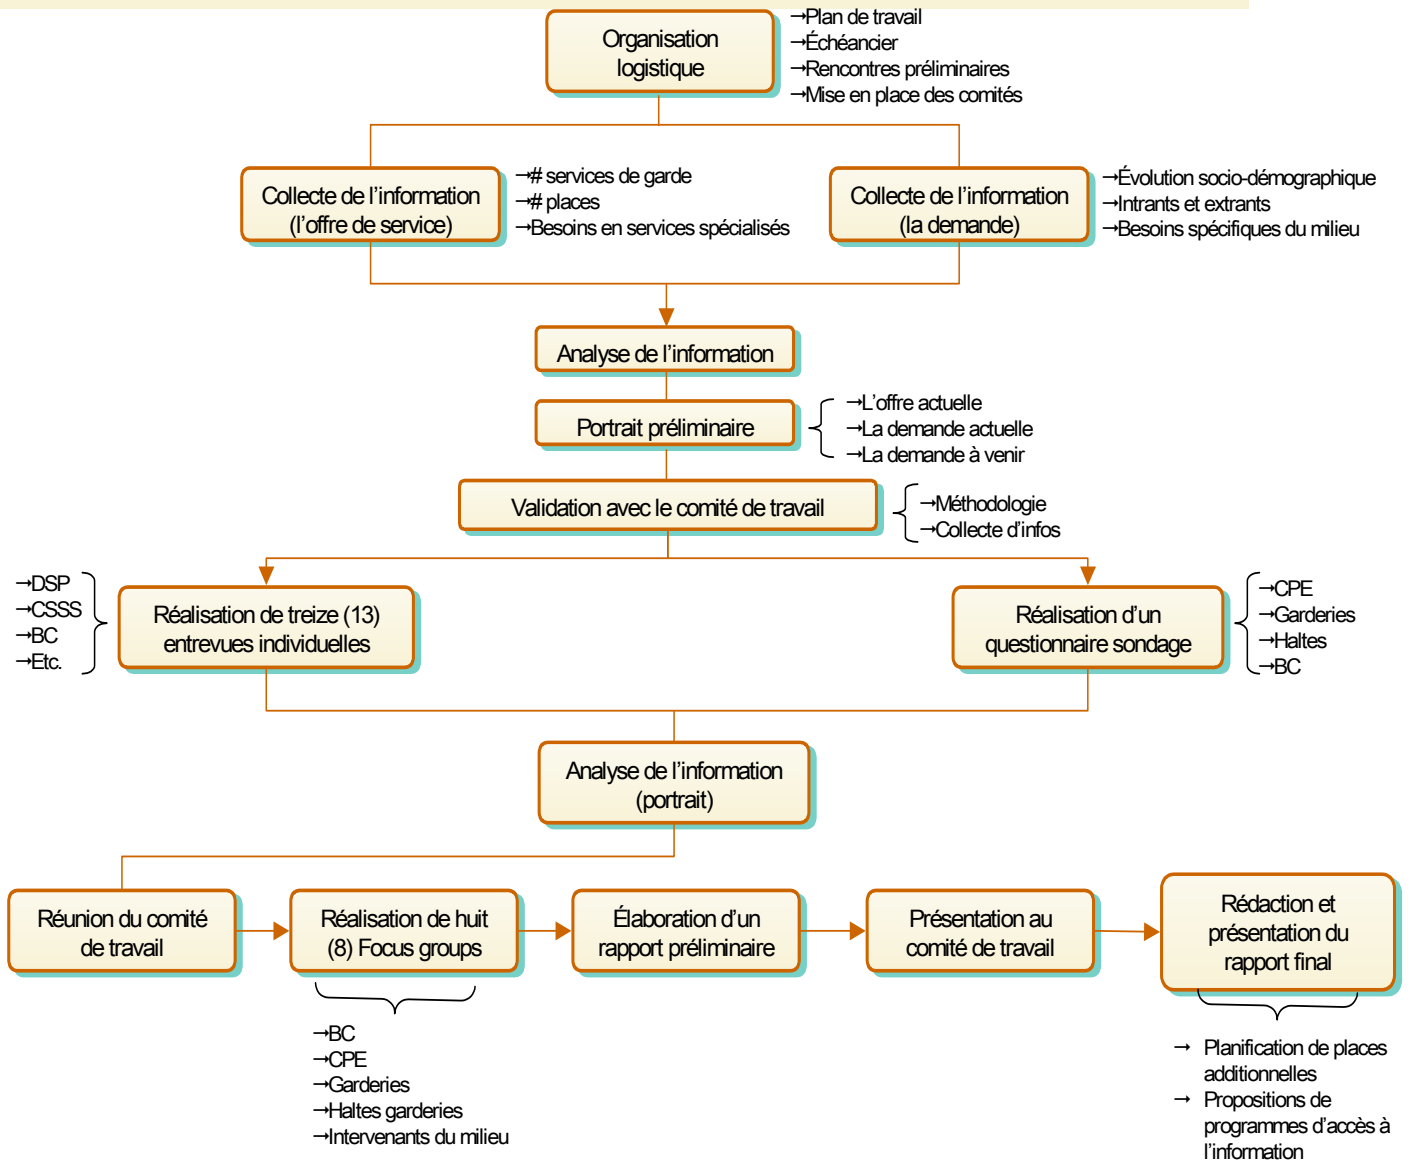 Organisation
logistique
→Plan de travail
→Échéancier
→Rencontres préliminaires
→Mise en place des comités
Collecte de l’information
(l’offre de service)
→# services de garde
→# places
→Besoins en services spécialisés
Collecte de l’information
(la demande)
→Évolution socio-démographique
→Intrants et extrants
→Besoins spécifiques du milieu
Analyse de l’information
Portrait préliminaire
→L’offre actuelle
→La demande actuelle
→La demande à venir
Validation avec le comité de travail
→Méthodologie
→Collecte d’infos
→DSP
→CSSS
→BC
→Etc.
Réalisation de treize (13)
entrevues individuelles
Réalisation d’un
questionnaire sondage
→CPE
→Garderies
→Haltes
→BC
Analyse de l’information
(portrait)
Réunion du comité
de travail
Réalisation de huit
(8) Focus groups
Élaboration d’un
rapport préliminaire
Présentation au
comité de travail
Rédaction et
présentation du
rapport final
→BC
→CPE
→Garderies
→Haltes garderies
→Intervenants du milieu
→ Planification de places
additionnelles
→ Propositions de
programmes d’accès à
l’information